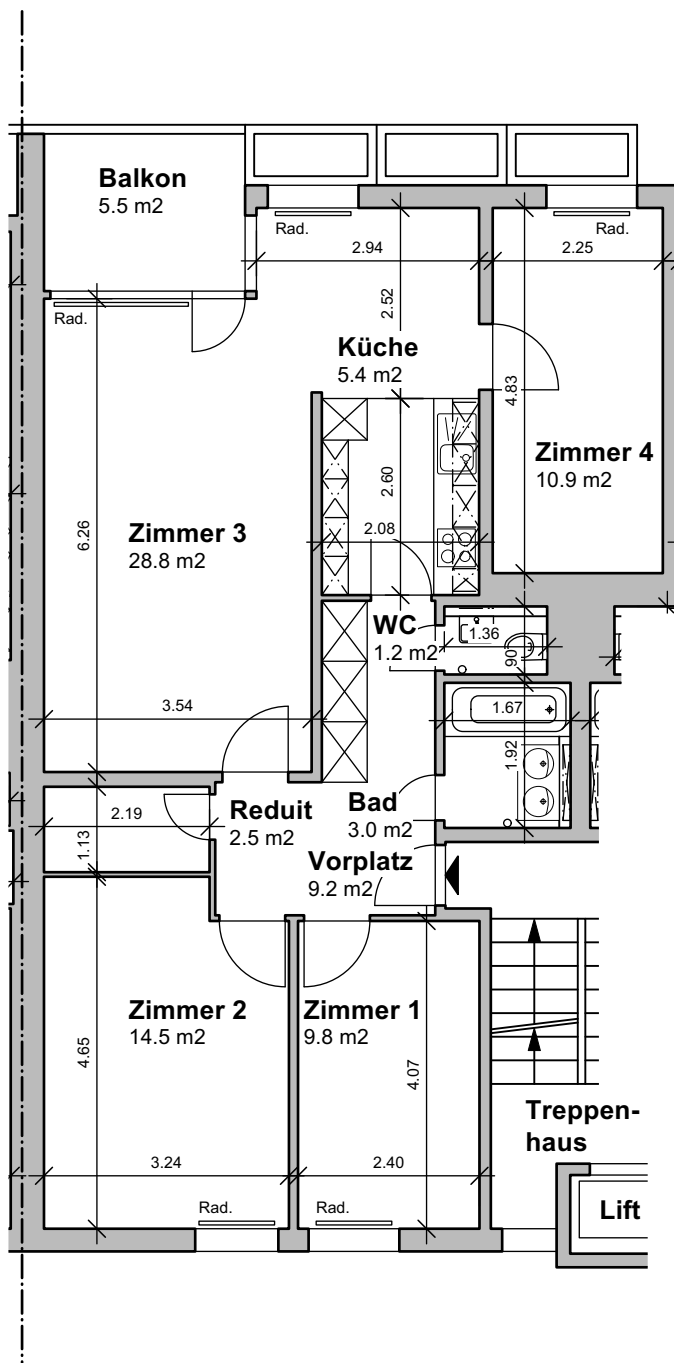 Balkon
5.5 m2
Rad.
Rad.
2.94
2.25
Rad.
2.52
Küche
5.4 m2
4.83
Zimmer 4
10.9 m2
6.26
Zimmer 3
28.8 m2
2.60
2.08
WC
1.2 m2
1.36
90
3.54
1.67
1.92
2.19
1.13
Reduit
2.5 m2
Bad
3.0 m2
Vorplatz
9.2 m2
Zimmer 2
14.5 m2
Zimmer 1
9.8 m2
4.65
4.07
Treppen-
haus
3.24
2.40
Rad.
Rad.
Lift